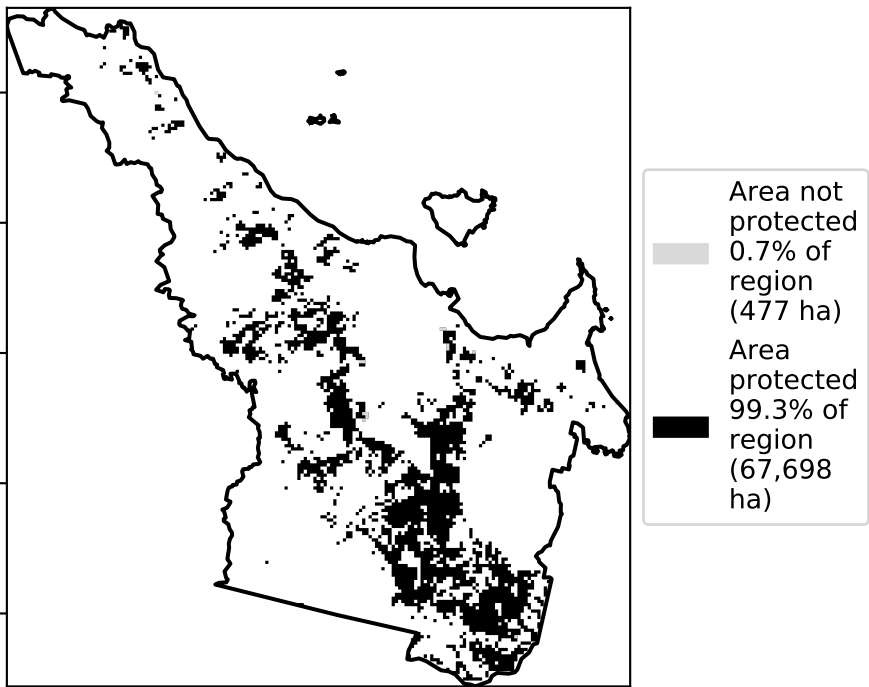 Area not
protected
0.7% of
region
(477 ha)
Area
protected
99.3% of
region
(67,698
ha)